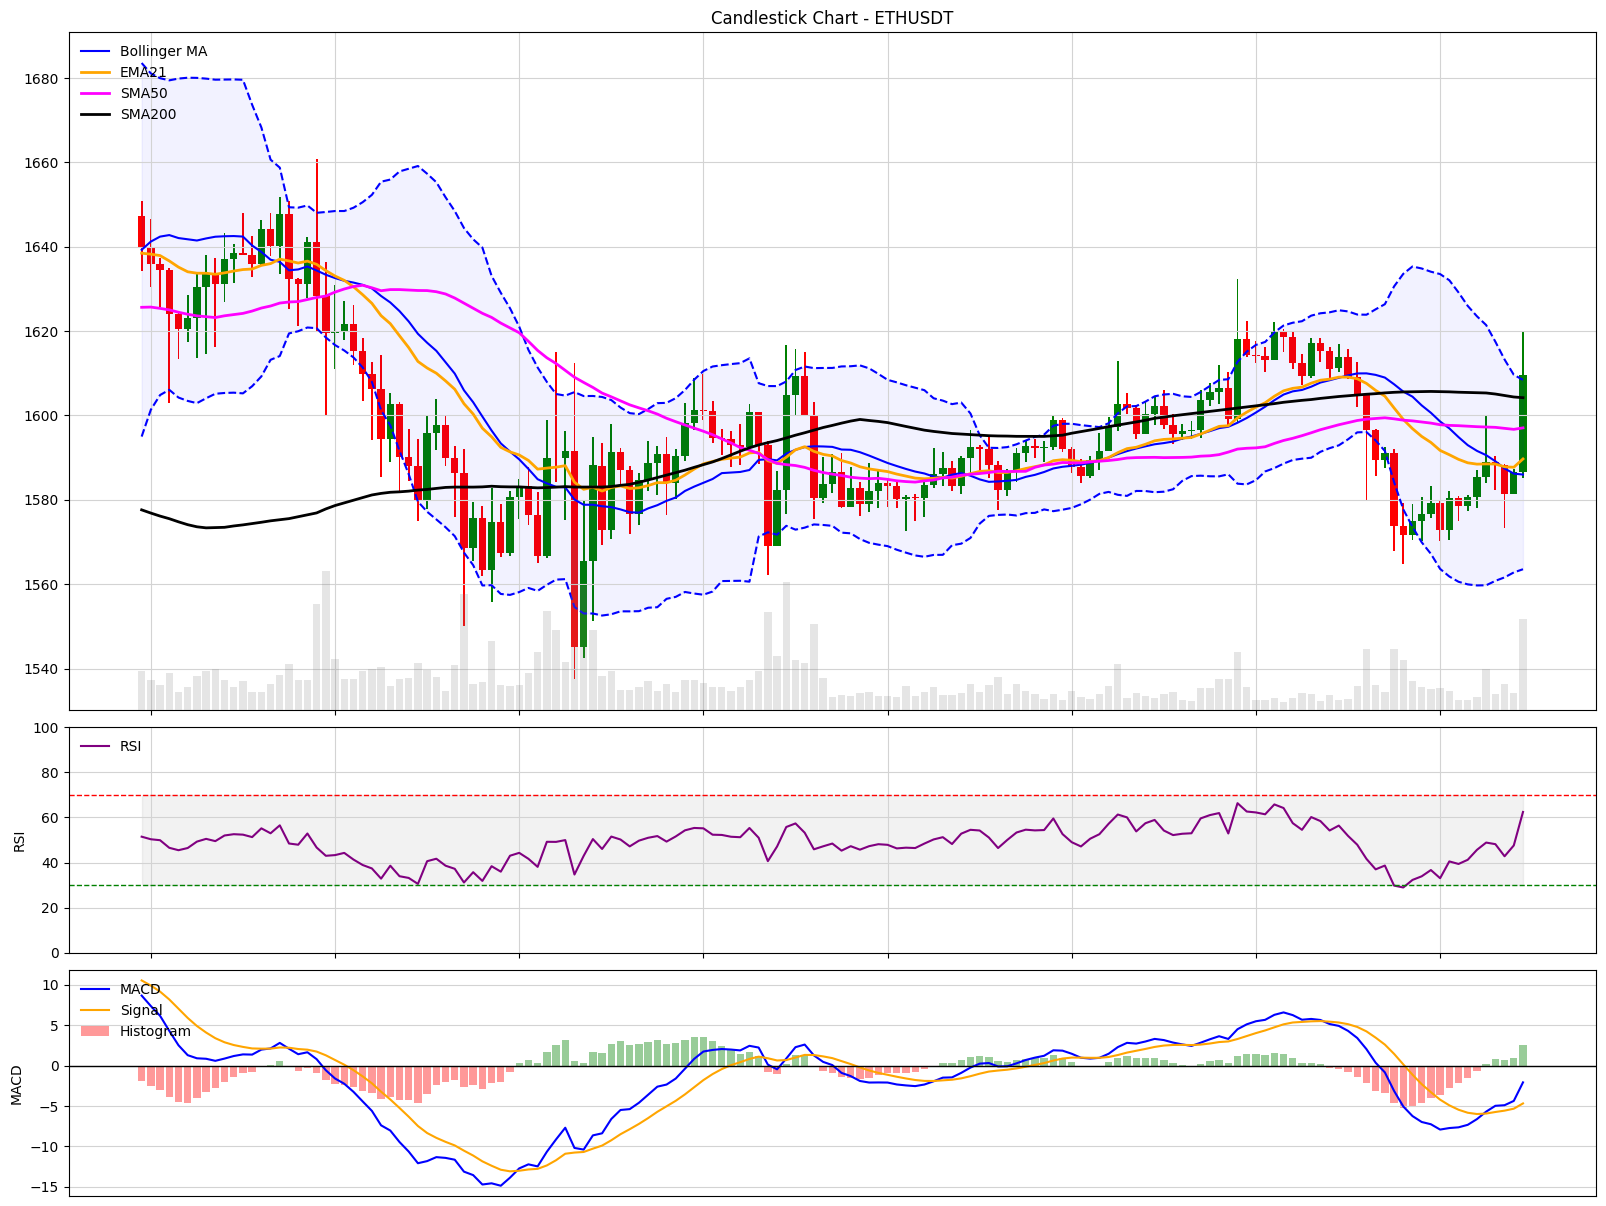 Candlestick Chart - ETHUSDT
Bollinger MA
EMA21
SMA50
SMA200
1680
1660
1640
1620
1600
1580
1560
1540
RSI
100
80
60
40
20
0
RSI
MACD
Signal
Histogram
10
5
0
−5
−10
−15
MACD